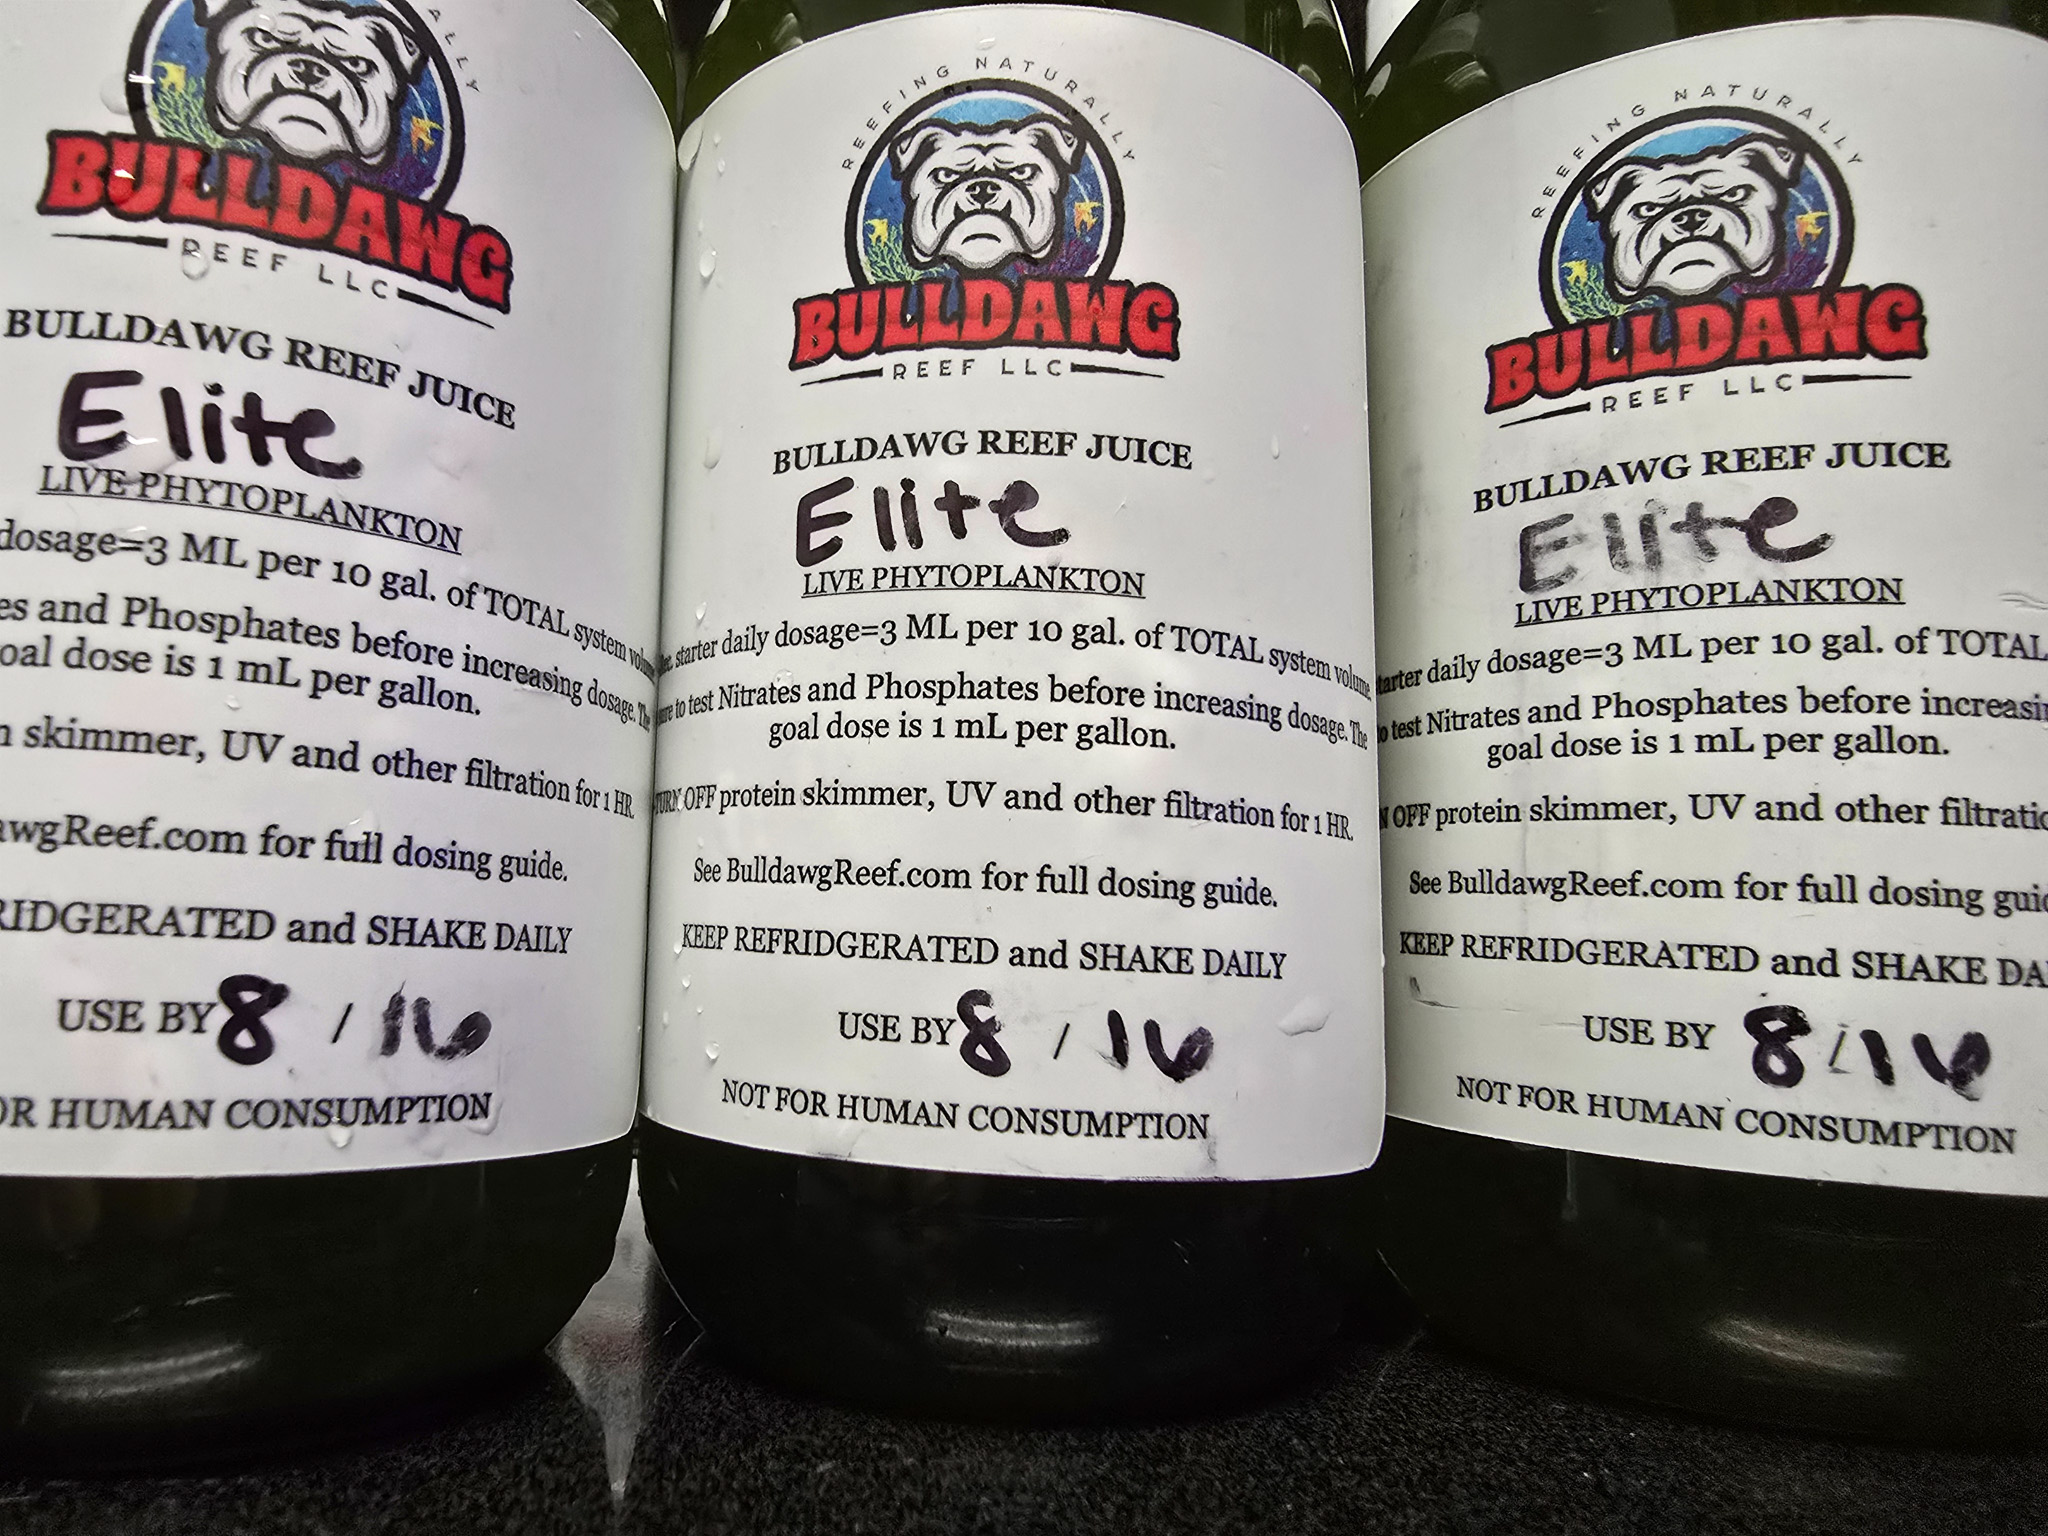 ALLY
BULLDAWG
REEF LLC
BULLDAWG REEF JUICE
Elite
LIVE PHYTOPLANKTON
dosage=3 ML per 10 gal. of TOTAL system
and Phosphates before increasing dosage. The
dose is 1 mL per gallon.
skimmer, UV and other filtration for 1 HR.
awgReef.com for full dosing guide.
RIDGERATED and SHAKE DAILY
USE BY 8 / 16
OR HUMAN CONSUMPTION
REEFING NATURALLY
BULLDAWG
REEF LLC
BULLDAWG REEF JUICE
Elite
LIVE PHYTOPLANKTON
starter daily dosage=3 ML per 10 gal. of TOTAL system volume
to test Nitrates and Phosphates before increasing dosage. The
goal dose is 1 mL per gallon.
TURN OFF protein skimmer, UV and other filtration for 1 HR.
See BulldawgReef.com for full dosing guide.
KEEP REFRIDGERATED and SHAKE DAILY
USE BY 8 / 16
NOT FOR HUMAN CONSUMPTION
REEFING NATURALLY
BULLDAWG
REEF LLC
BULLDAWG REEF JUICE
Elite
LIVE PHYTOPLANKTON
starter daily dosage=3 ML per 10 gal. of TOTAL
to test Nitrates and Phosphates before increasin
goal dose is 1 mL per gallon.
OFF protein skimmer, UV and other filtratio
See BulldawgReef.com for full dosing guid
KEEP REFRIDGERATED and SHAKE DA
USE BY 8 / 16
NOT FOR HUMAN CONSUMPTION